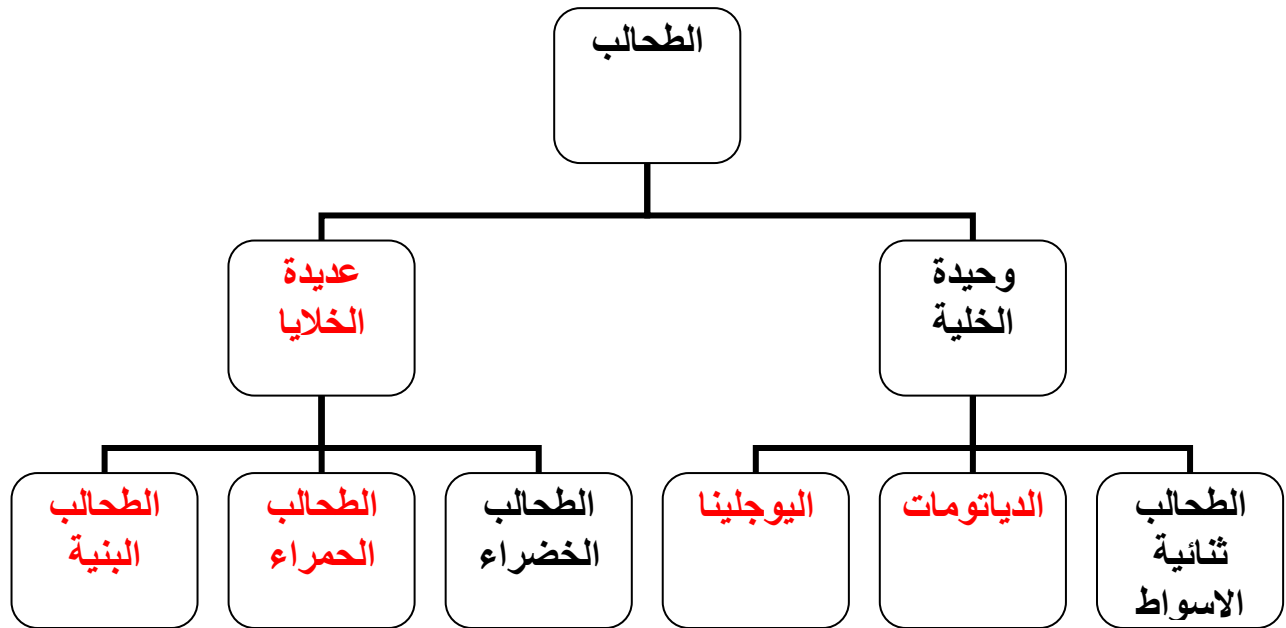 الطحالب
وحيدة
الخلية
عديدة
الخلايا
الطحالب
ثنائية
الاسواط
الدياتومات
اليوجلينا
الطحالب
الخضراء
الطحالب
الحمراء
الطحالب
البنية